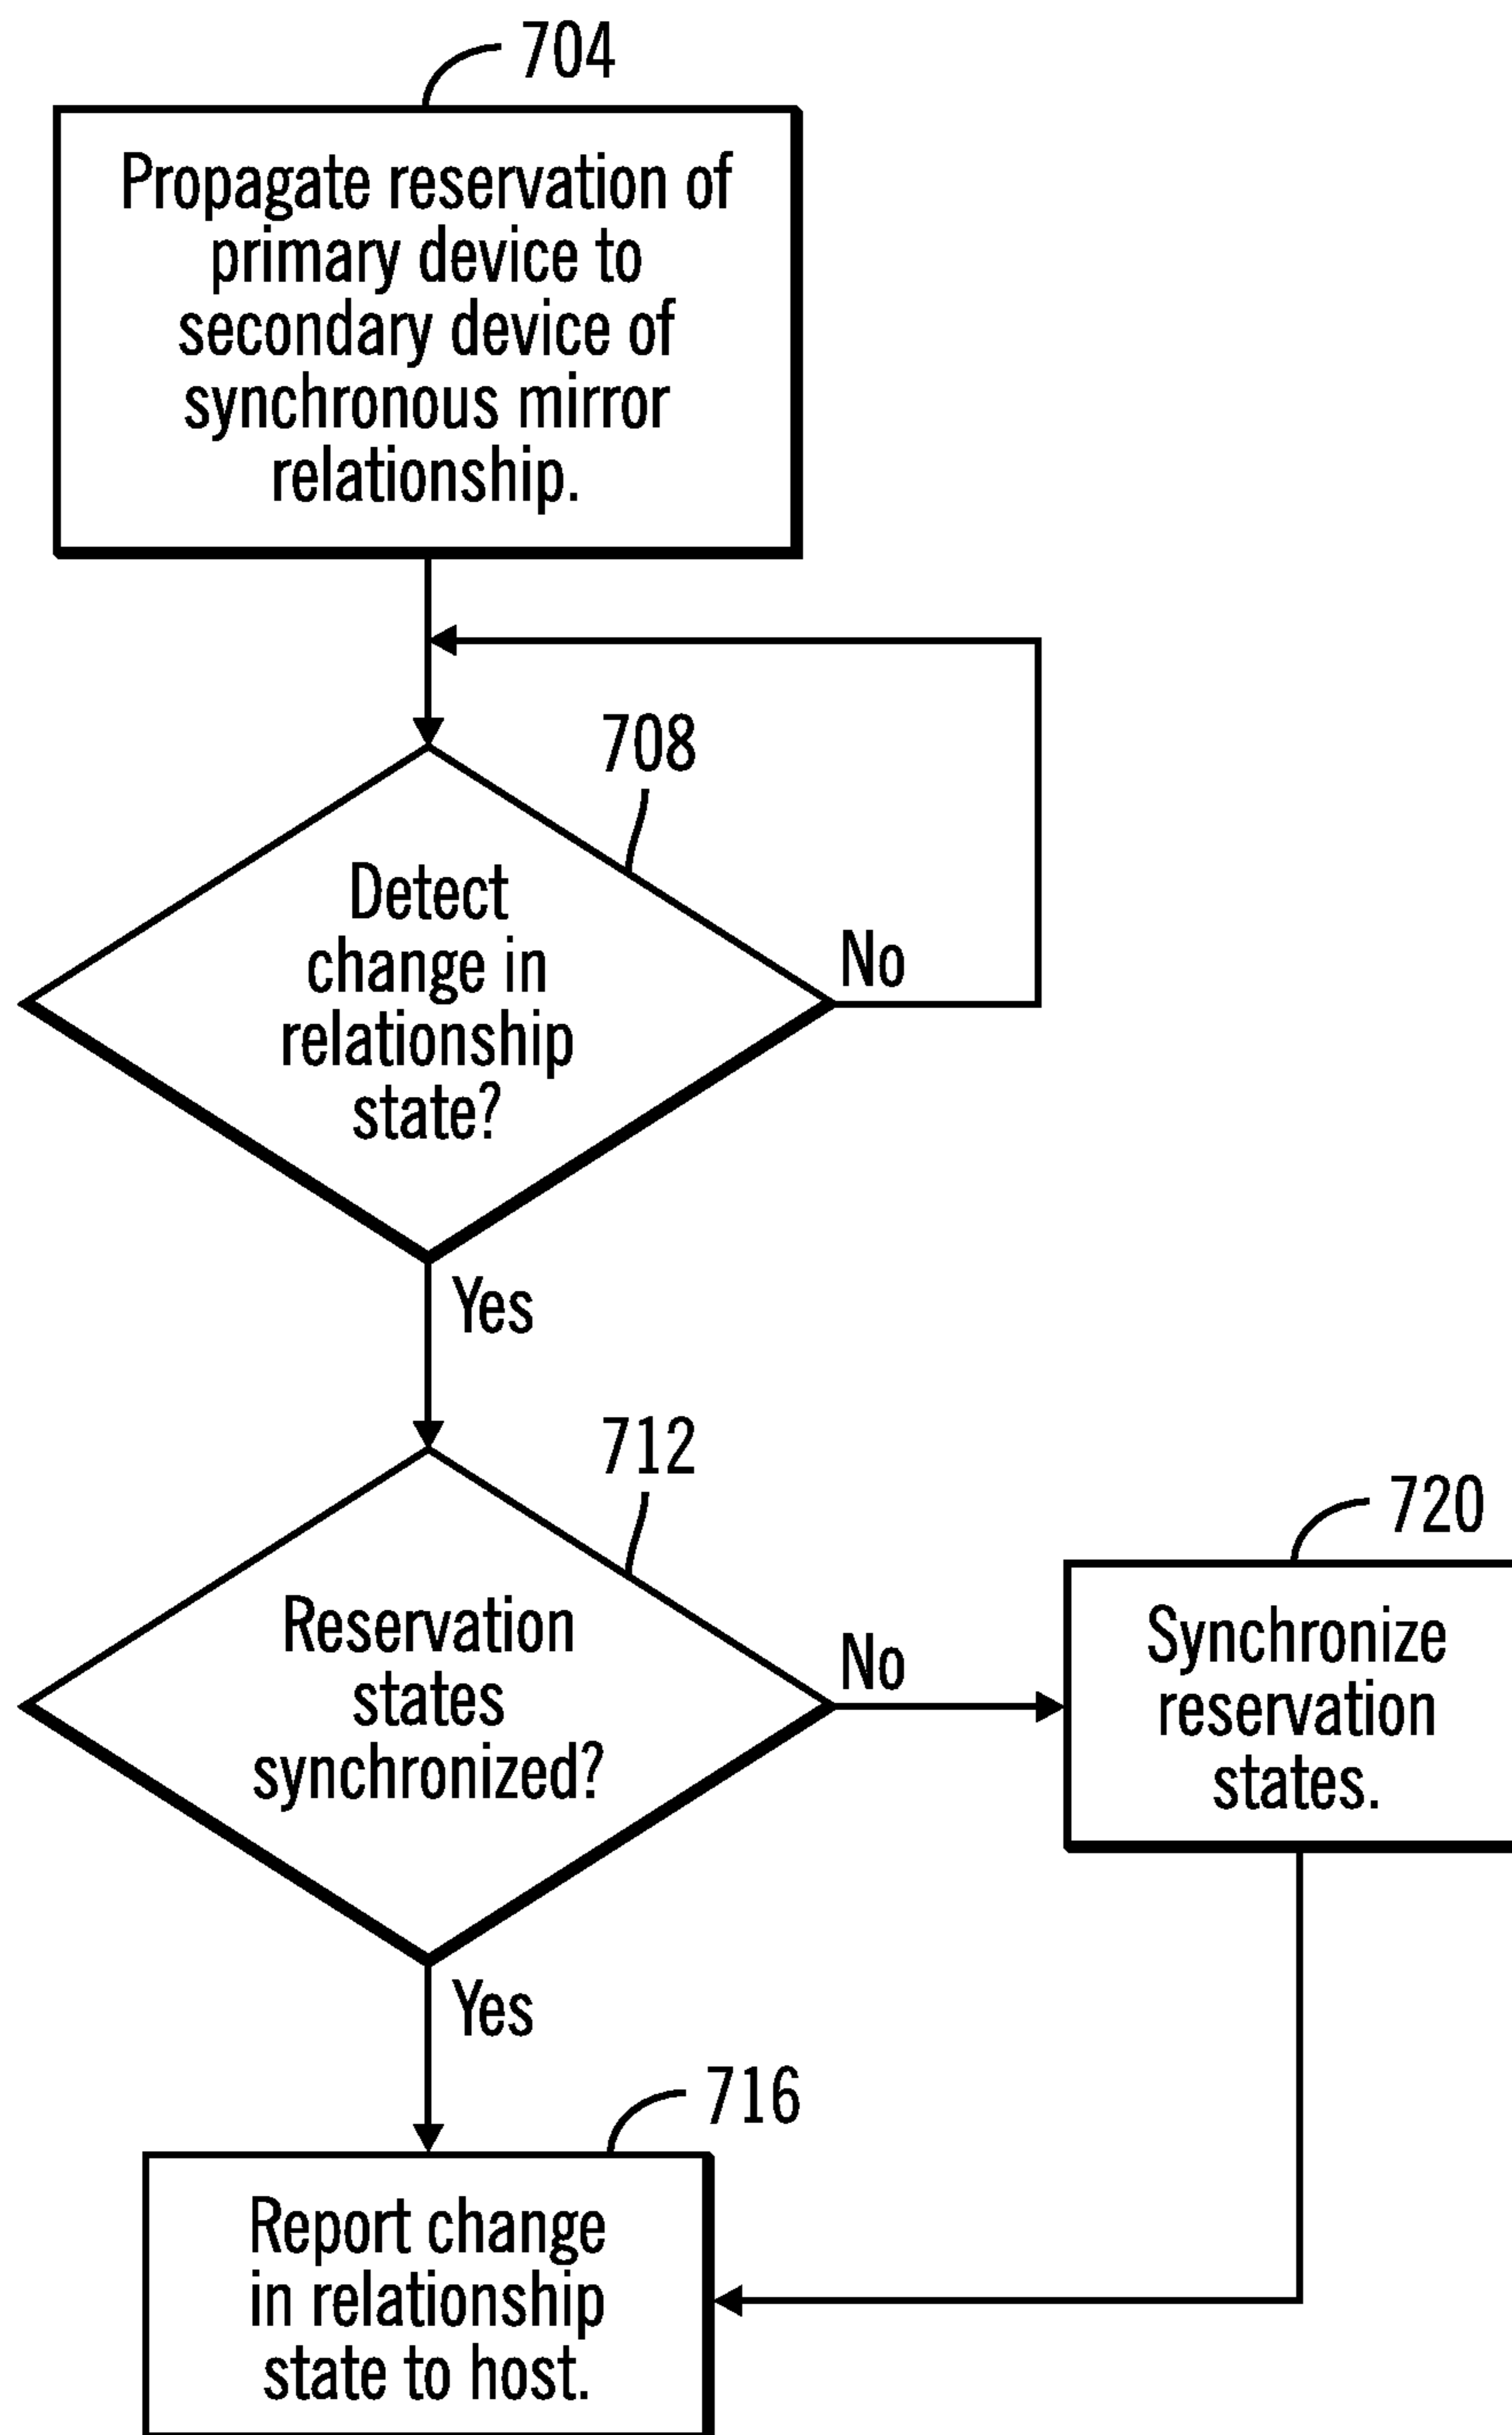 704
Propagate reservation of
primary device to
secondary device of
synchronous mirror
relationship.
708
Detect
change in
relationship
state?
No
Yes
712
Reservation
states
synchronized?
No
720
Synchronize
reservation
states.
Yes
716
Report change
in relationship
state to host.